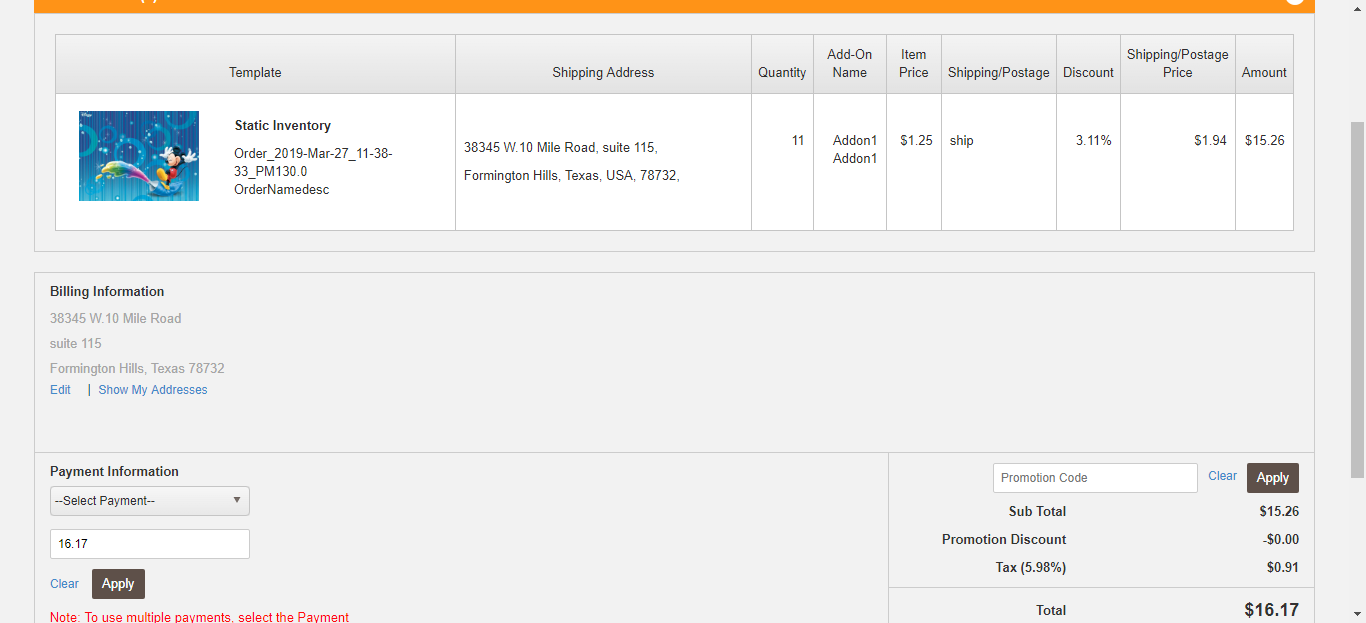 Template
Shipping Address
Quantity
Add-On
Name
Item
Price
Shipping/Postage
Discount
Shipping/Postage
Price
Amount
Static Inventory
Order_2019-Mar-27_11-38-
33_PM130.0
OrderNamedesc
38345 W.10 Mile Road, suite 115,
Formington Hills, Texas, USA, 78732,
11
Addon1
Addon1
$1.25
ship
3.11%
$1.94
$15.26
Billing Information
38345 W.10 Mile Road
suite 115
Formington Hills, Texas 78732
Edit | Show My Addresses
Payment Information
--Select Payment--
16.17
Clear Apply
Note: To use multiple payments, select the Payment
Promotion Code Clear Apply
Sub Total $15.26
Promotion Discount -$0.00
Tax (5.98%) $0.91
Total $16.17